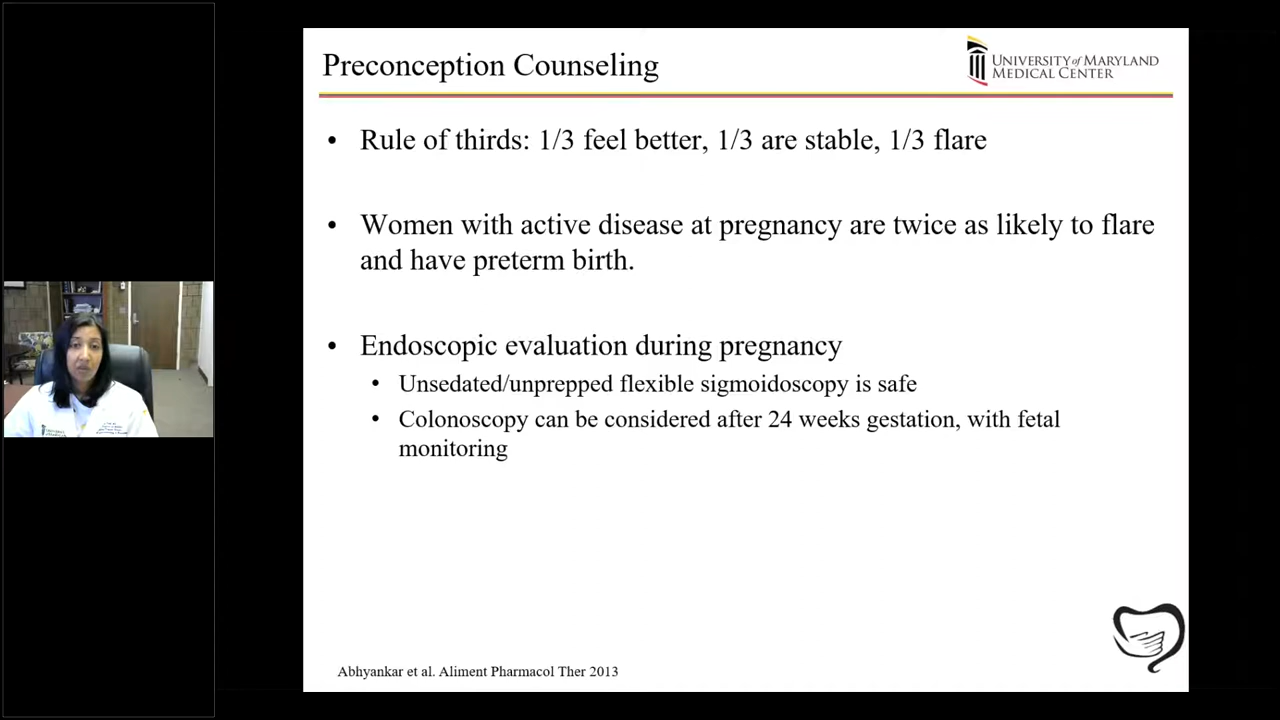 Preconception Counseling
UNIVERSITY of MARYLAND
MEDICAL CENTER
• Rule of thirds: 1/3 feel better, 1/3 are stable, 1/3 flare
• Women with active disease at pregnancy are twice as likely to flare
and have preterm birth.
• Endoscopic evaluation during pregnancy
• Unsedated/unprepped flexible sigmoidoscopy is safe
• Colonoscopy can be considered after 24 weeks gestation, with fetal
monitoring
Abhyankar et al. Aliment Pharmacol Ther 2013